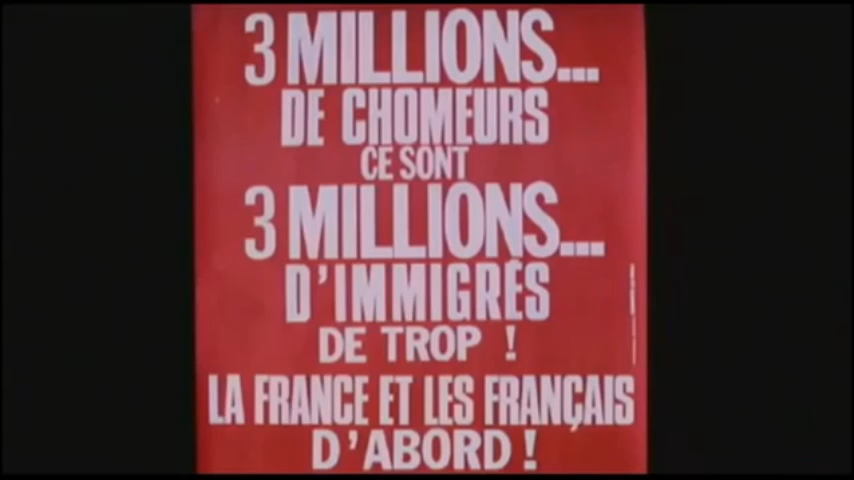 3 MILLIONS...
DE CHOMEURS
CE SONT
3 MILLIONS...
D'IMMIGRÉS
DE TROP !
LA FRANCE ET LES FRANÇAIS
D'ABORD !